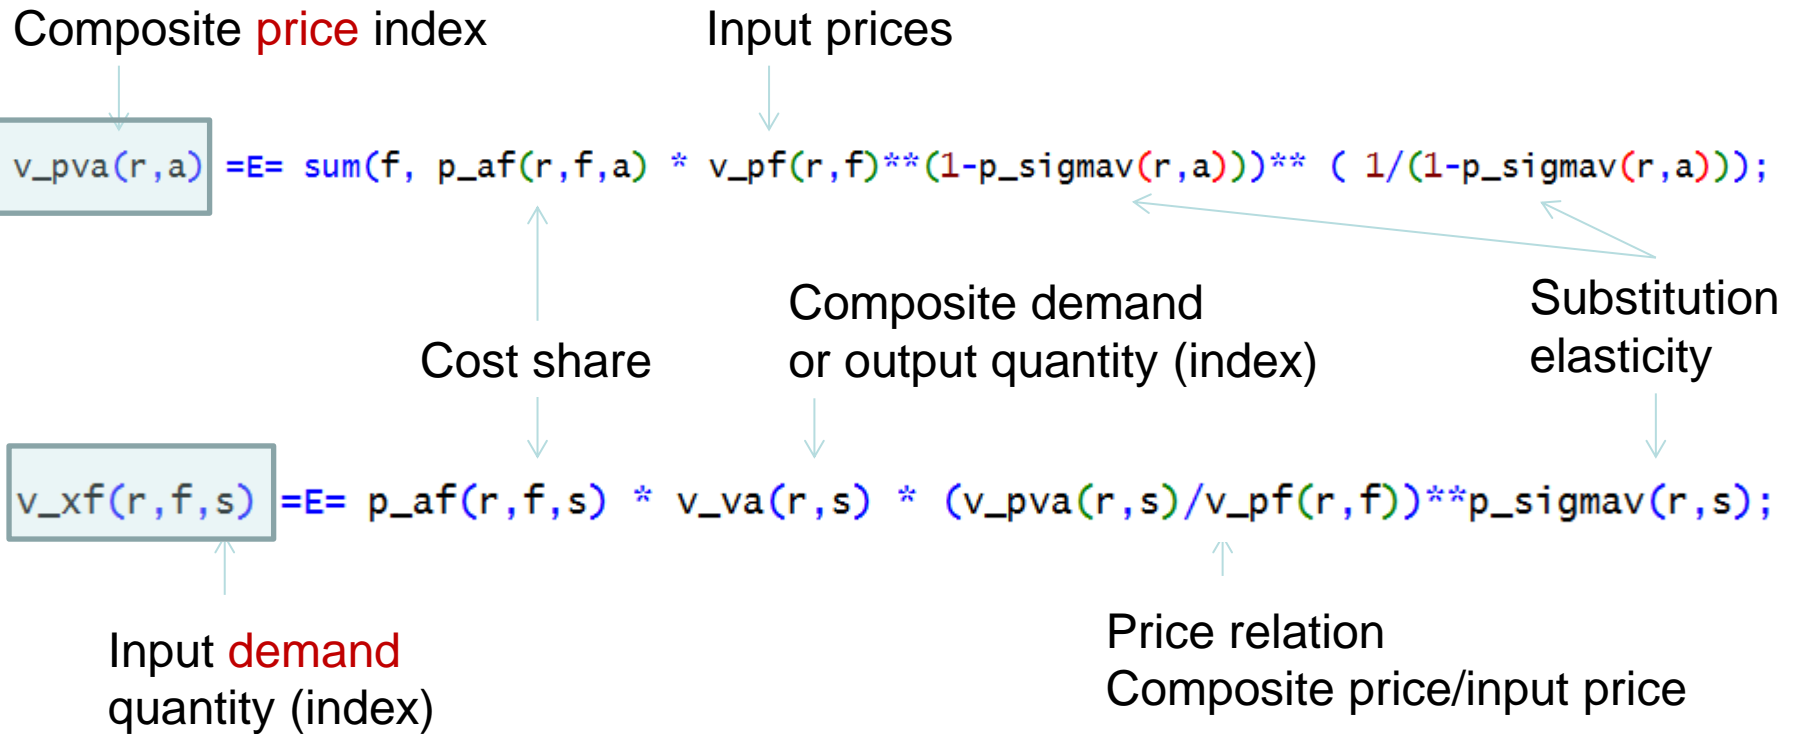 Composite price index
Input prices
v_pva(r,a) =E= sum(f, p_af(r,f,a) * v_pf(r,f)**(1-p_sigmav(r,a)))** ( 1/(1-p_sigmav(r,a)));
Cost share
Composite demand
or output quantity (index)
Substitution
elasticity
v_xf(r,f,s) =E= p_af(r,f,s) * v_va(r,s) * (v_pva(r,s)/v_pf(r,f))**p_sigmav(r,s);
Input demand
quantity (index)
Price relation
Composite price/input price